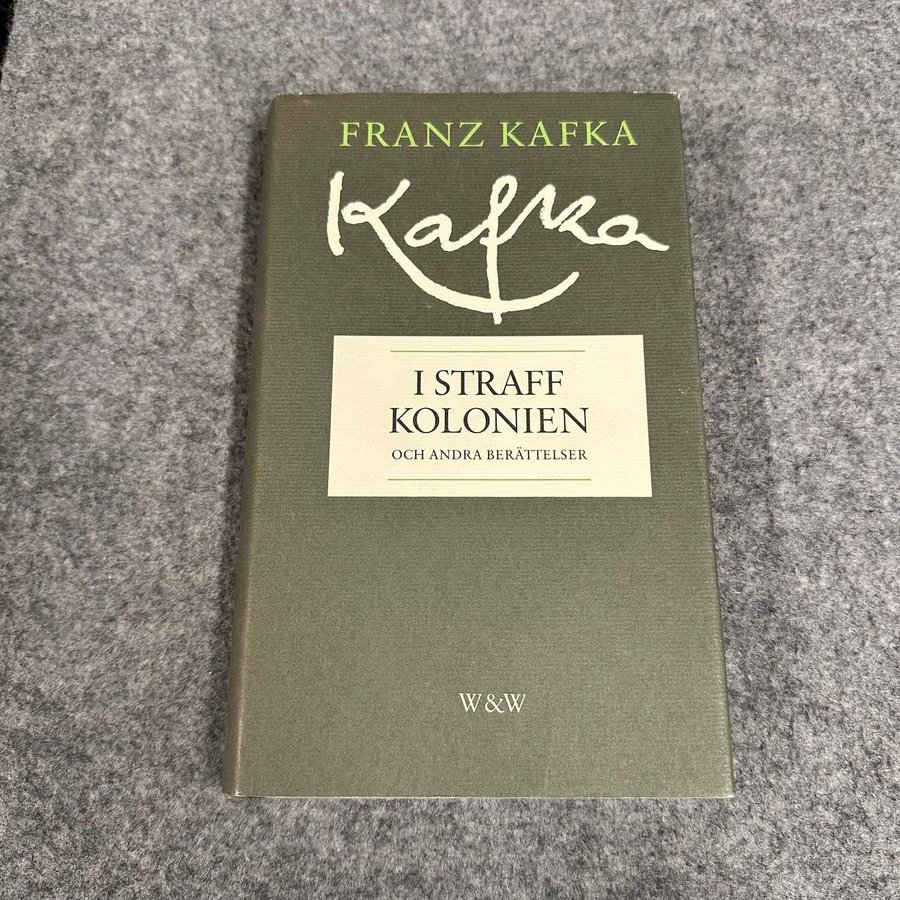 FRANZ KAFKA
Kafka
I STRAFF
KOLONIEN
OCH ANDRA BERÄTTELSER
W&W